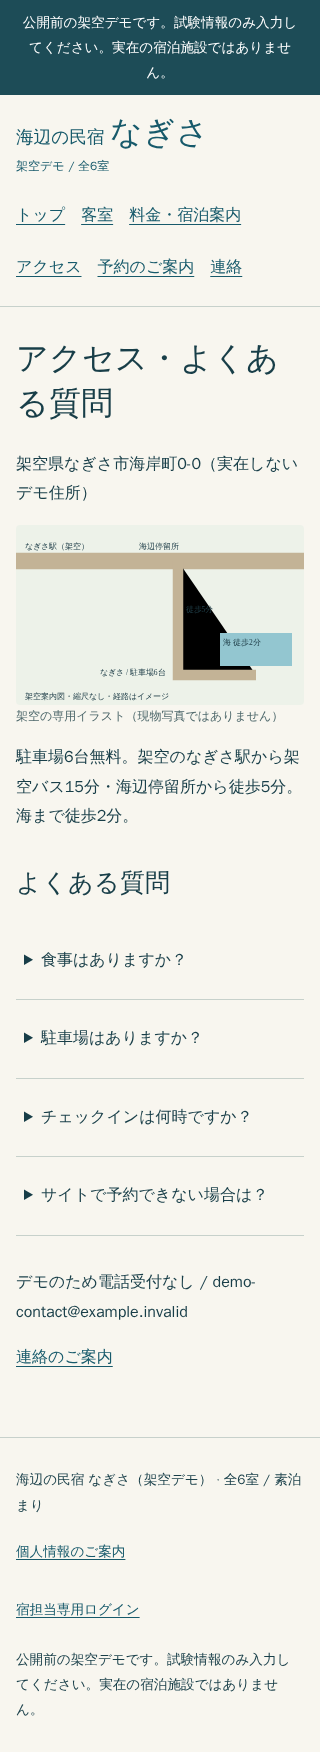 公開前の架空デモです。試験情報のみ入力し
てください。実在の宿泊施設ではありませ
ん。
海辺の民宿 なぎさ
架空デモ / 全6室
トップ 客室 料金・宿泊案内
アクセス 予約のご案内 連絡
アクセス・よくあ
る質問
架空県なぎさ市海岸町0-0（実在しない
デモ住所）
なぎさ駅（架空） 海辺停留所
徒歩5分
海 徒歩2分
なぎさ / 駐車場6台
架空案内図・縮尺なし・経路はイメージ
架空の専用イラスト（現物写真ではありません）
駐車場6台無料。架空のなぎさ駅から架
空バス15分・海辺停留所から徒歩5分。
海まで徒歩2分。
よくある質問
食事はありますか？
駐車場はありますか？
チェックインは何時ですか？
サイトで予約できない場合は？
デモのため電話受付なし / demo-
contact@example.invalid
連絡のご案内
海辺の民宿 なぎさ（架空デモ） · 全6室 / 素泊
まり
個人情報のご案内
宿担当専用ログイン
公開前の架空デモです。試験情報のみ入力し
てください。実在の宿泊施設ではありませ
ん。